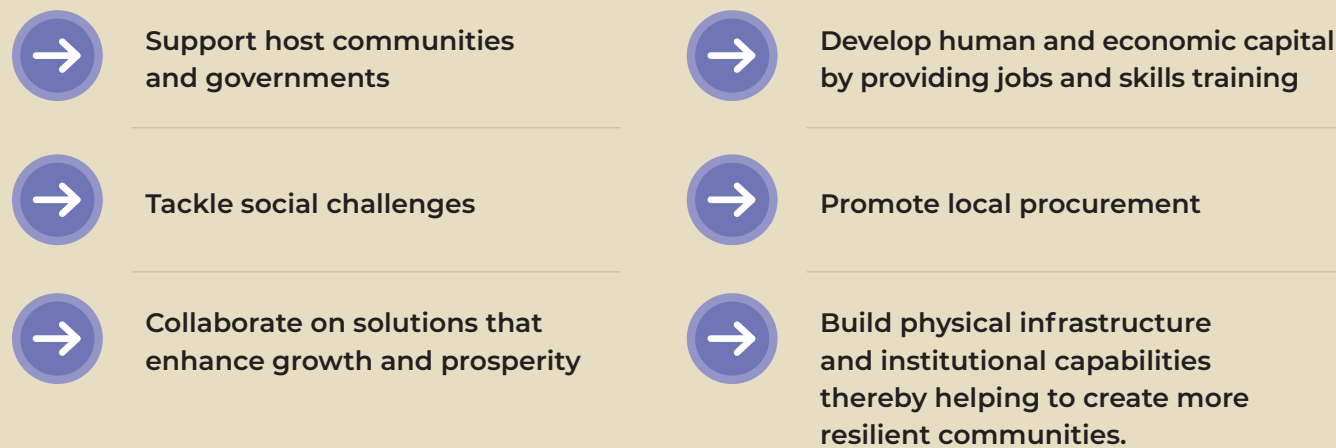 Support host communities
and governments
Tackle social challenges
Collaborate on solutions that
enhance growth and prosperity
Develop human and economic capital
by providing jobs and skills training
Promote local procurement
Build physical infrastructure
and institutional capabilities
thereby helping to create more
resilient communities.